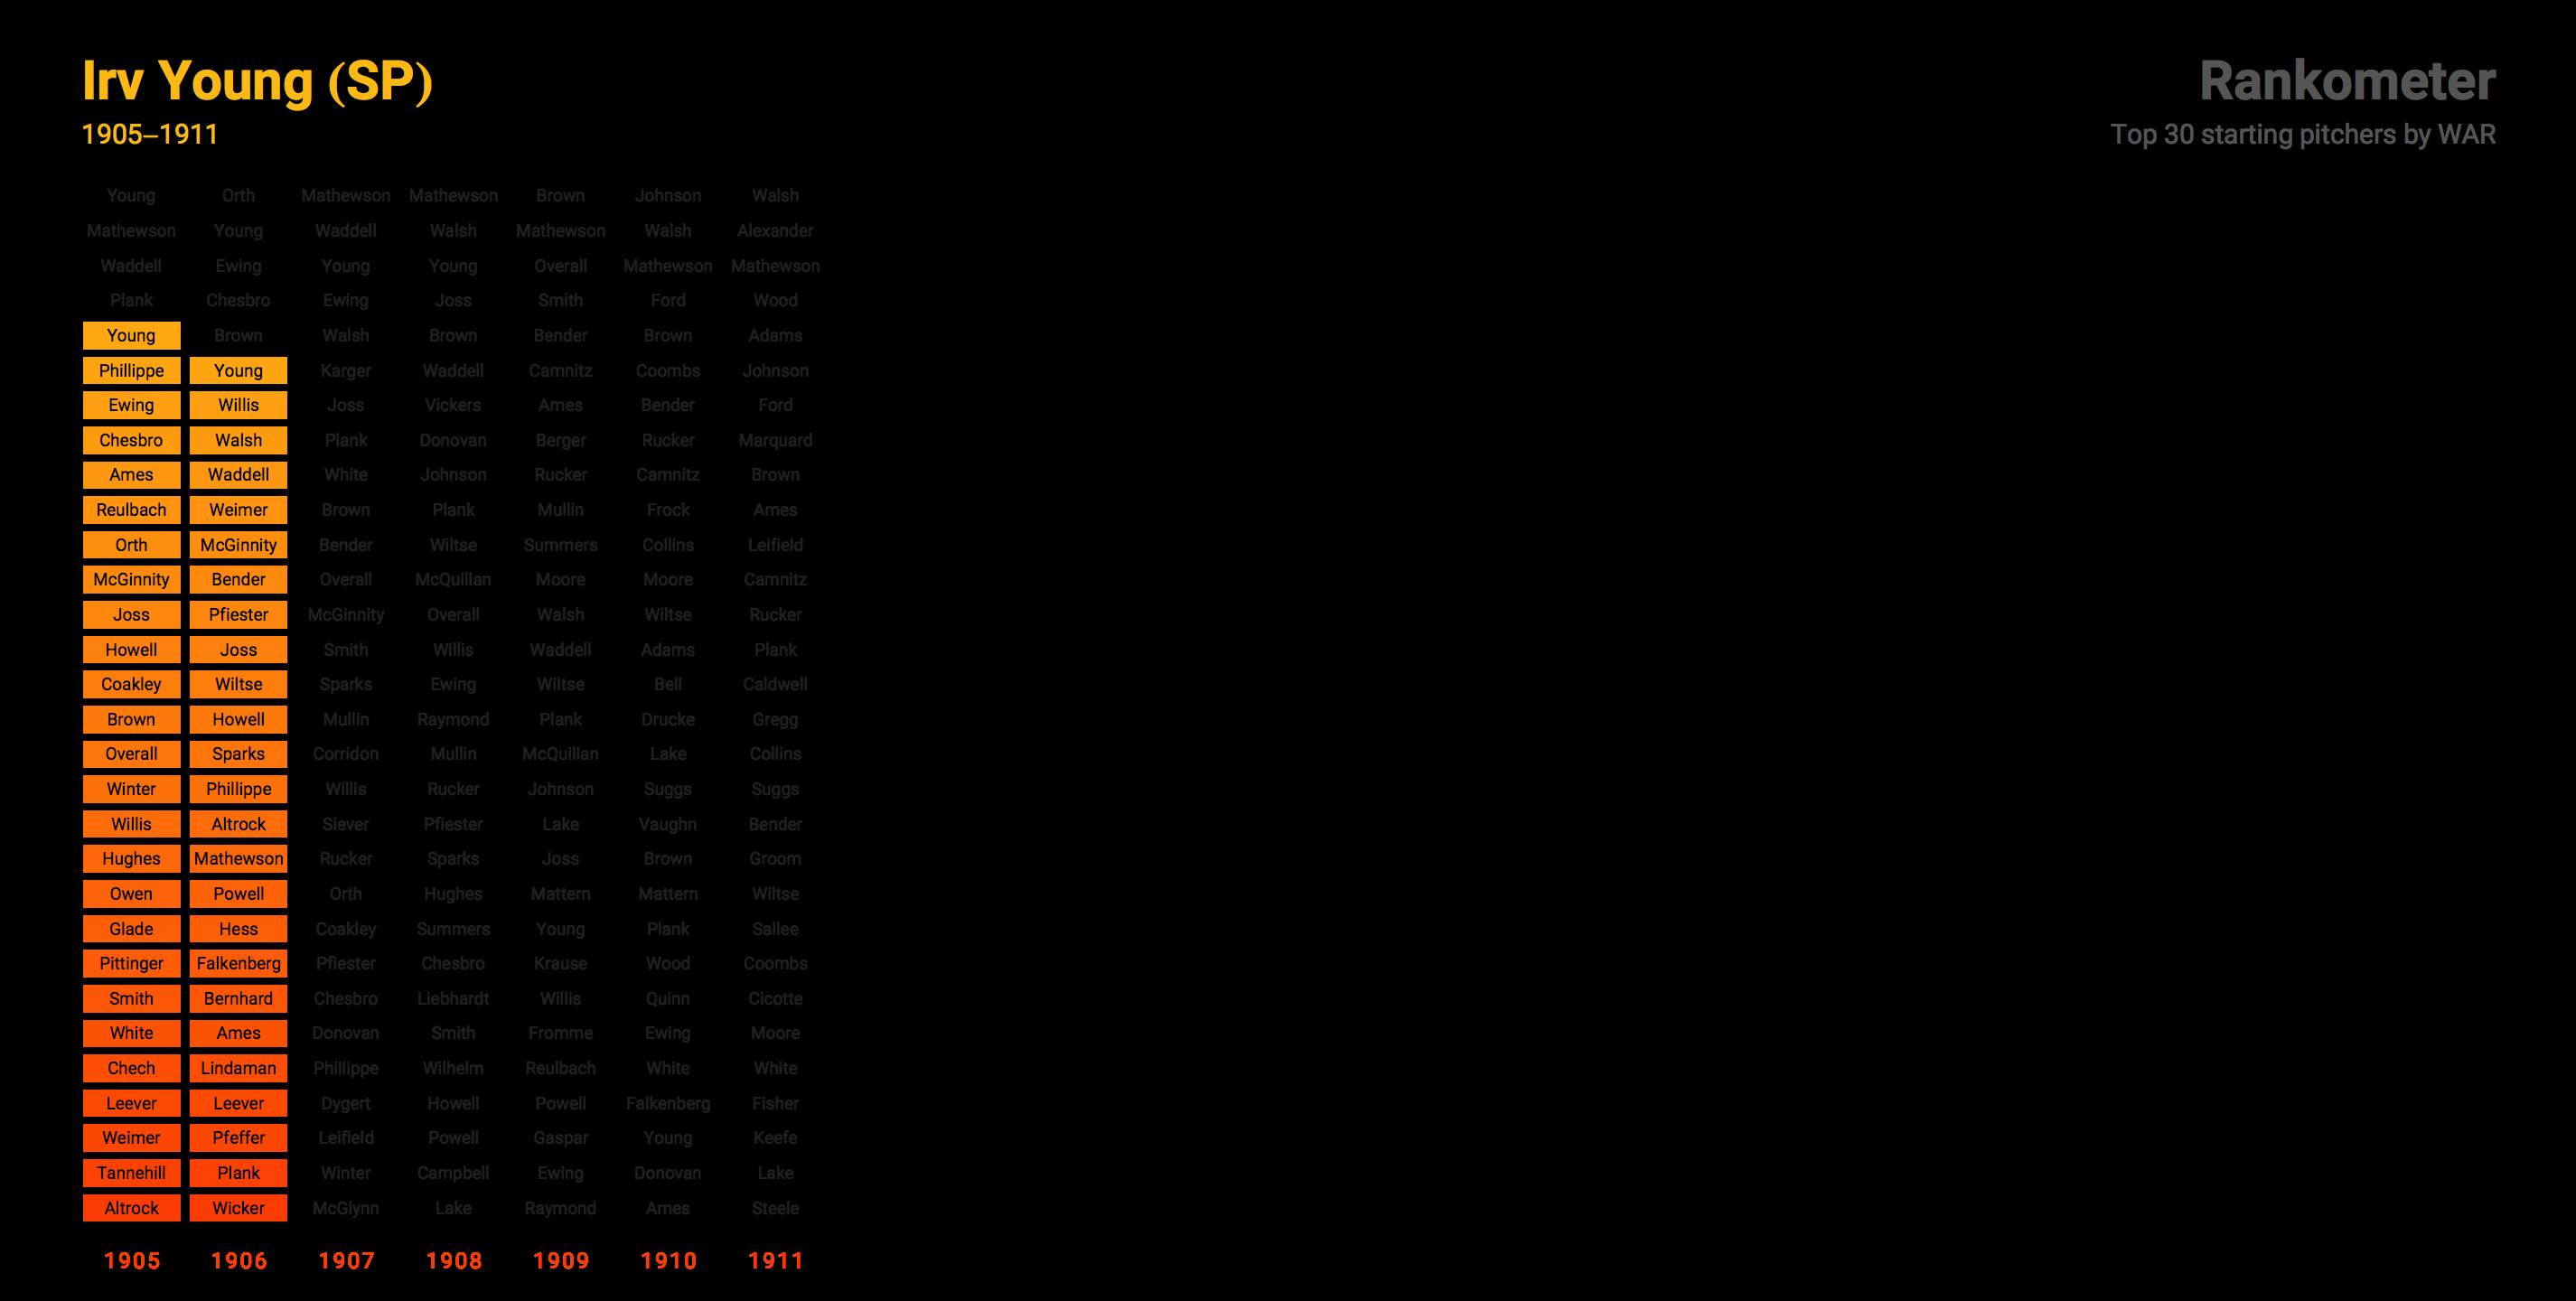 Irv Young (SP)
1905–1911
Rankometer
Top 30 starting pitchers by WAR
Young Orth Mathewson Mathewson Brown Johnson Walsh
Mathewson Young Waddell Walsh Mathewson Walsh Alexander
Waddell Ewing Young Young Overall Mathewson Mathewson
Plank Chesbro Ewing Joss Smith Ford Wood
Young Brown Walsh Brown Bender Brown Adams
Phillippe Young Karger Waddell Camnitz Coombs Johnson
Ewing Willis Joss Vickers Ames Bender Ford
Chesbro Walsh Plank Donovan Berger Rucker Marquard
Ames Waddell White Johnson Rucker Camnitz Brown
Reulbach Weimer Brown Plank Mullin Frock Ames
Orth McGinnity Bender Wiltse Summers Collins Leifield
McGinnity Bender Overall McQuillan Moore Moore Camnitz
Joss Pfiester McGinnity Overall Walsh Wiltse Rucker
Howell Joss Smith Willis Waddell Adams Plank
Coakley Wiltse Sparks Ewing Wiltse Bell Caldwell
Brown Howell Mullin Raymond Plank Drucke Gregg
Overall Sparks Corridon Mullin McQuillan Lake Collins
Winter Phillippe Willis Rucker Johnson Suggs Suggs
Willis Altrock Siever Pfiester Lake Vaughn Bender
Hughes Mathewson Rucker Sparks Joss Brown Groom
Owen Powell Orth Hughes Mattern Mattern Wiltse
Glade Hess Coakley Summers Young Plank Sallee
Pittinger Falkenberg Pfiester Chesbro Krause Wood Coombs
Smith Bernhard Chesbro Liebhardt Willis Quinn Cicotte
White Ames Donovan Smith Fromme Ewing Moore
Chech Lindaman Phillippe Wilhelm Reulbach White White
Leever Leever Dygert Howell Powell Falkenberg Fisher
Weimer Pfeffer Leifield Powell Gaspar Young Keefe
Tannehill Plank Winter Campbell Ewing Donovan Lake
Altrock Wicker McGlynn Lake Raymond Ames Steele
1905 1906 1907 1908 1909 1910 1911